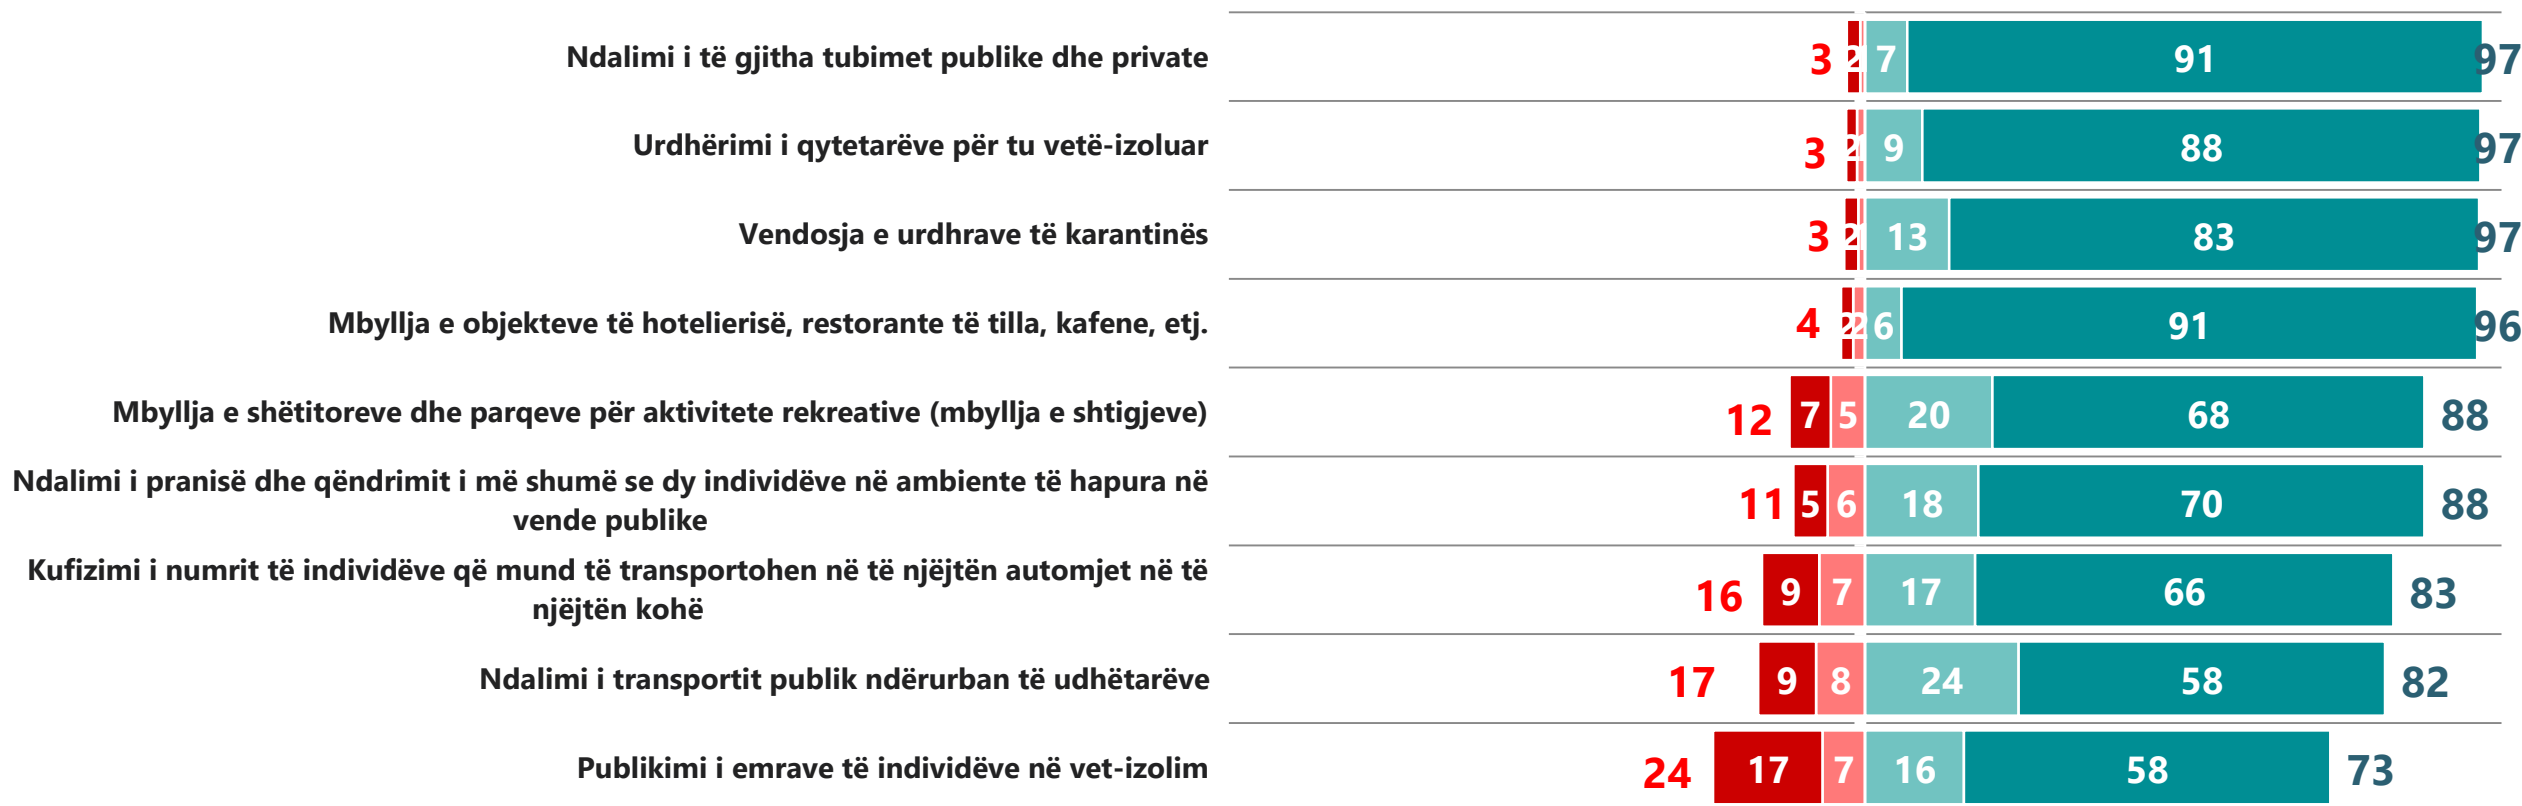 Ndalimi i të gjitha tubimet publike dhe private 3 2 7 91 97
Urdhërimi i qytetarëve për tu vetë-izoluar 3 2 9 88 97
Vendosja e urdhrave të karantinës 3 2 13 83 97
Mbyllja e objekteve të hotelierisë, restorante të tilla, kafene, etj. 4 2 2 6 91 96
Mbyllja e shëtitoreve dhe parqeve për aktivitete rekreative (mbyllja e shtigjeve) 12 7 5 20 68 88
Ndalimi i pranisë dhe qëndrimit i më shumë se dy individëve në ambiente të hapura në
vende publike 11 5 6 18 70 88
Kufizimi i numrit të individëve që mund të transportohen në të njëjtën automjet në të
njëjtën kohë 16 9 7 17 66 83
Ndalimi i transportit publik ndërurban të udhëtarëve 17 9 8 24 58 82
Publikimi i emrave të individëve në vet-izolim 24 17 7 16 58 73